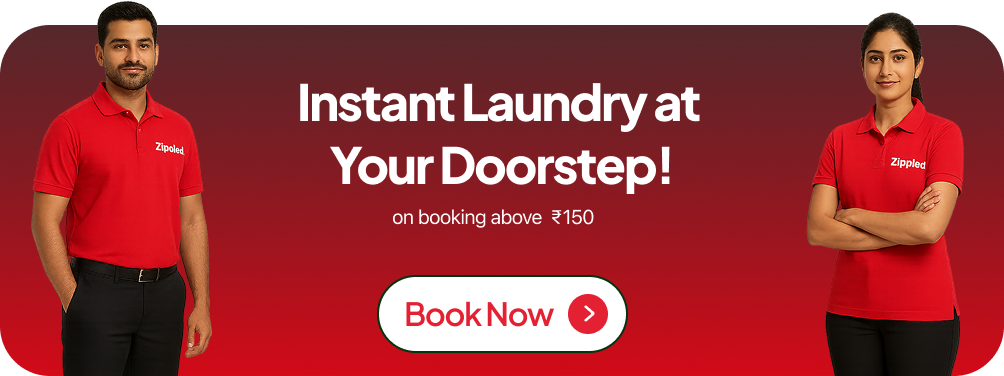 Instant Laundry at
Your Doorstep!
on booking above ₹150
Book Now
Zipoled
Zippled